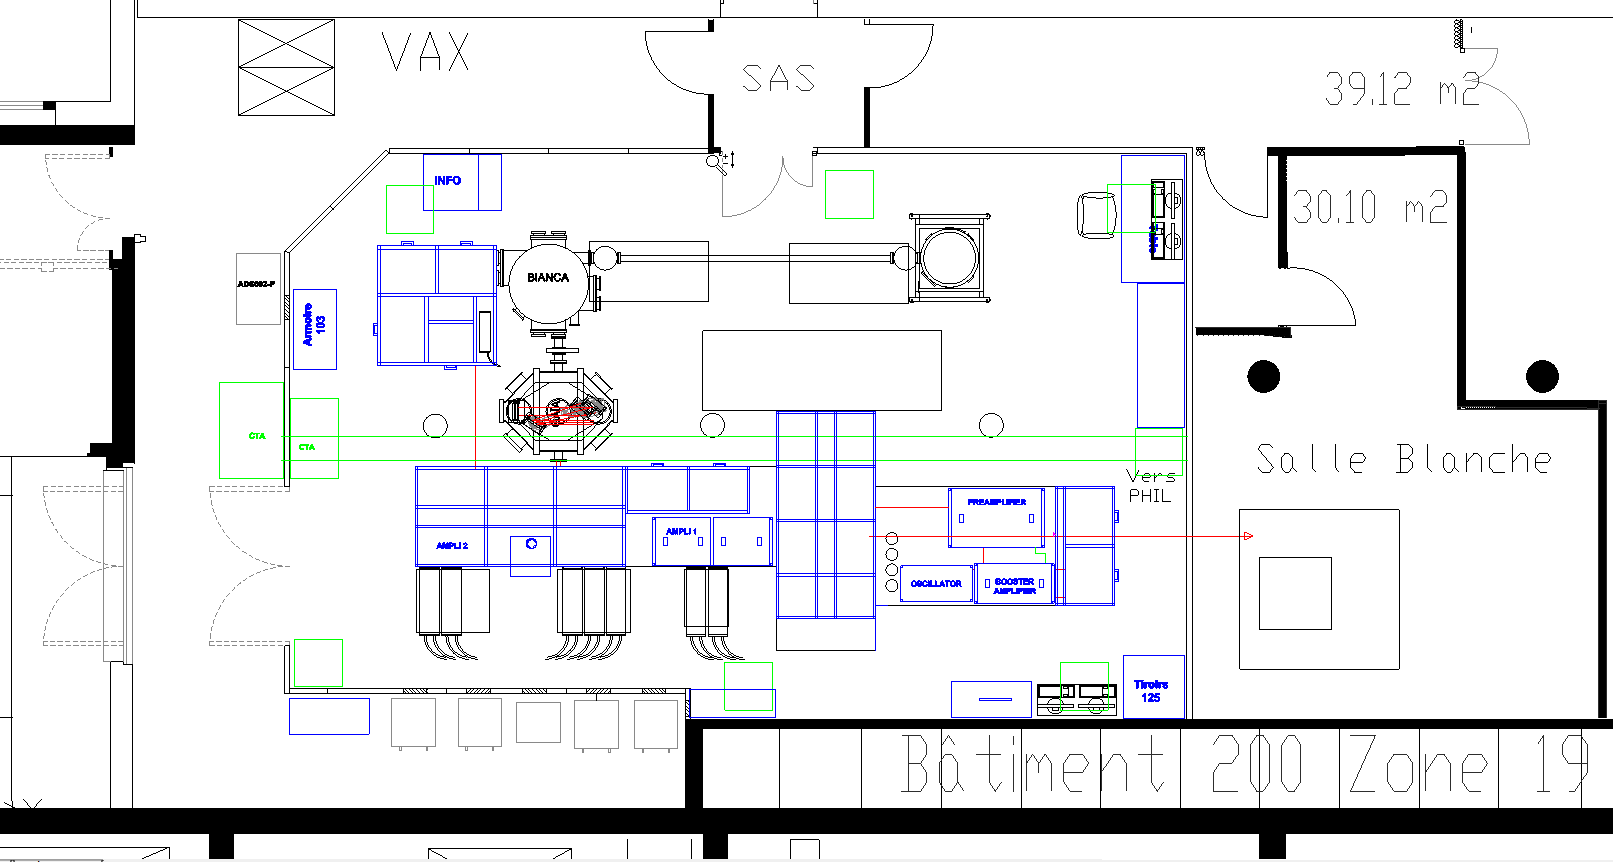 VAX
SAS
39.12 m2
INFO
30.10 m2
BIANCA
Armoire
103
CTA
CTA
Salle Blanche
Vers
PHIL
PREAMPLIFIER
AMPLI 1
AMPLI 2
OSCILLATOR
BOOSTER
AMPLIFIER
Tiroirs
125
Bâtiment 200 Zone 19